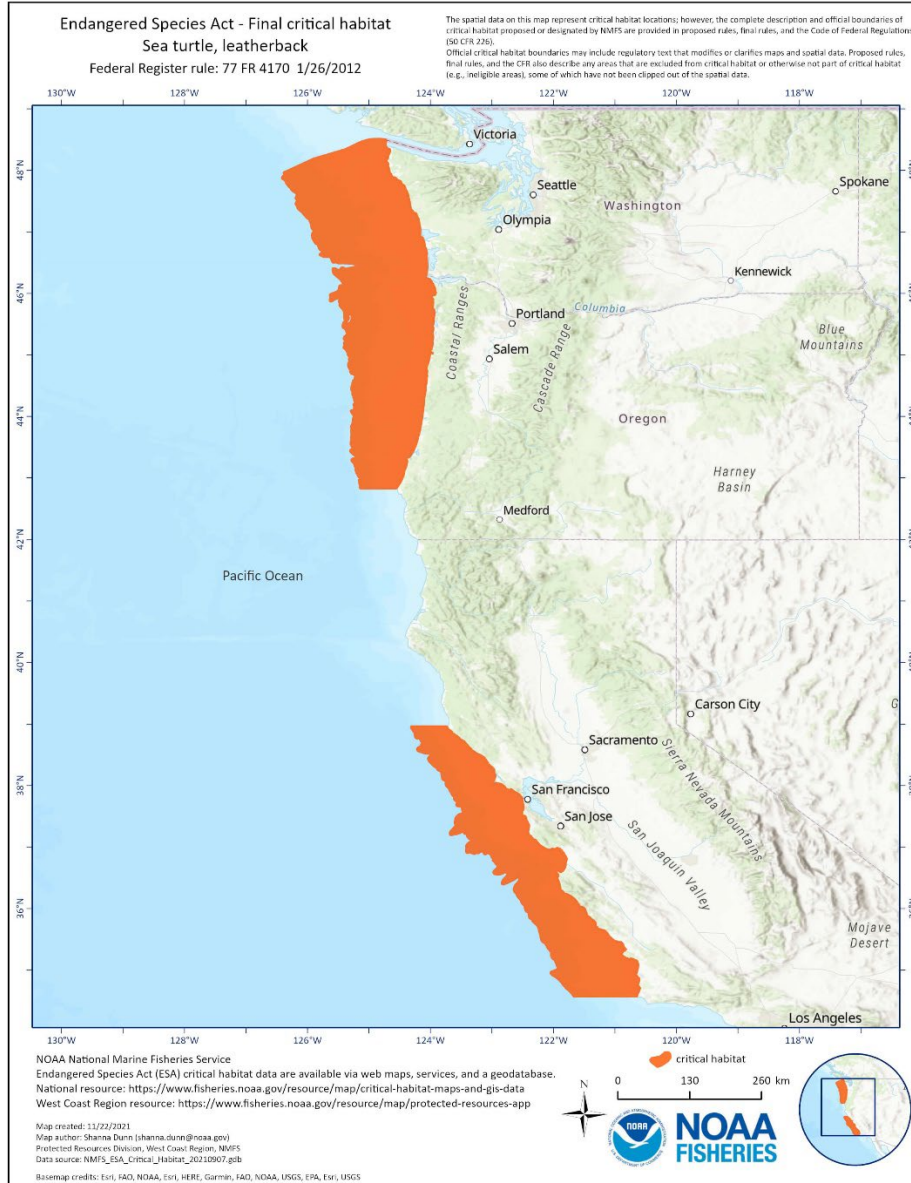 Endangered Species Act - Final critical habitat
Sea turtle, leatherback
Federal Register rule: 77 FR 4170 1/26/2012
The spatial data on this map represent critical habitat locations; however, the complete description and official boundaries of
critical habitat proposed or designated by NMFS are provided in proposed rules, final rules, and the Code of Federal Regulations
(50 CFR 226).
Official critical habitat boundaries may include regulatory text that modifies or clarifies maps and spatial data. Proposed rules,
final rules, and the CFR also describe any areas that are excluded from critical habitat or otherwise not part of critical habitat
(e.g., ineligible areas), some of which have not been clipped out of the spatial data.
130°W 128°W 126°W 124°W 122°W 120°W 118°W
Victoria
48°N
Seattle
Spokane
Washington
Olympia
Kennewick
46°N 46°N
Columbia
Portland
Blue
Mountains
Salem
Coastal Ranges
Cascade Range
44°N 44°N
Oregon
Harney
Basin
Medford
42°N 42°N
Pacific Ocean
40°N
Carson City
Sacramento
38°N
Sierra Nevada Mountains
San Francisco
San Jose
San Joaquin Valley
36°N
Mojave
Desert
Los Angeles
130°W 128°W 126°W 124°W 122°W 120°W 118°W
NOAA National Marine Fisheries Service
Endangered Species Act (ESA) critical habitat data are available via web maps, services, and a geodatabase.
National resource: https://www.fisheries.noaa.gov/resource/map/critical-habitat-maps-and-gis-data
West Coast Region resource: https://www.fisheries.noaa.gov/resource/map/protected-resources-app
Map created: 11/22/2021
Map author: Shanna Dunn (shanna.dunn@noaa.gov)
Protected Resources Division, West Coast Region, NMFS
Data source: NMFS_ESA_Critical_Habitat_20210907.gdb
Basemap credits: Esri, FAO, NOAA, Esri, HERE, Garmin, FAO, NOAA, USGS, EPA, Esri, USGS
critical habitat
0 130 260 km
N
NOAA
NOAA
FISHERIES